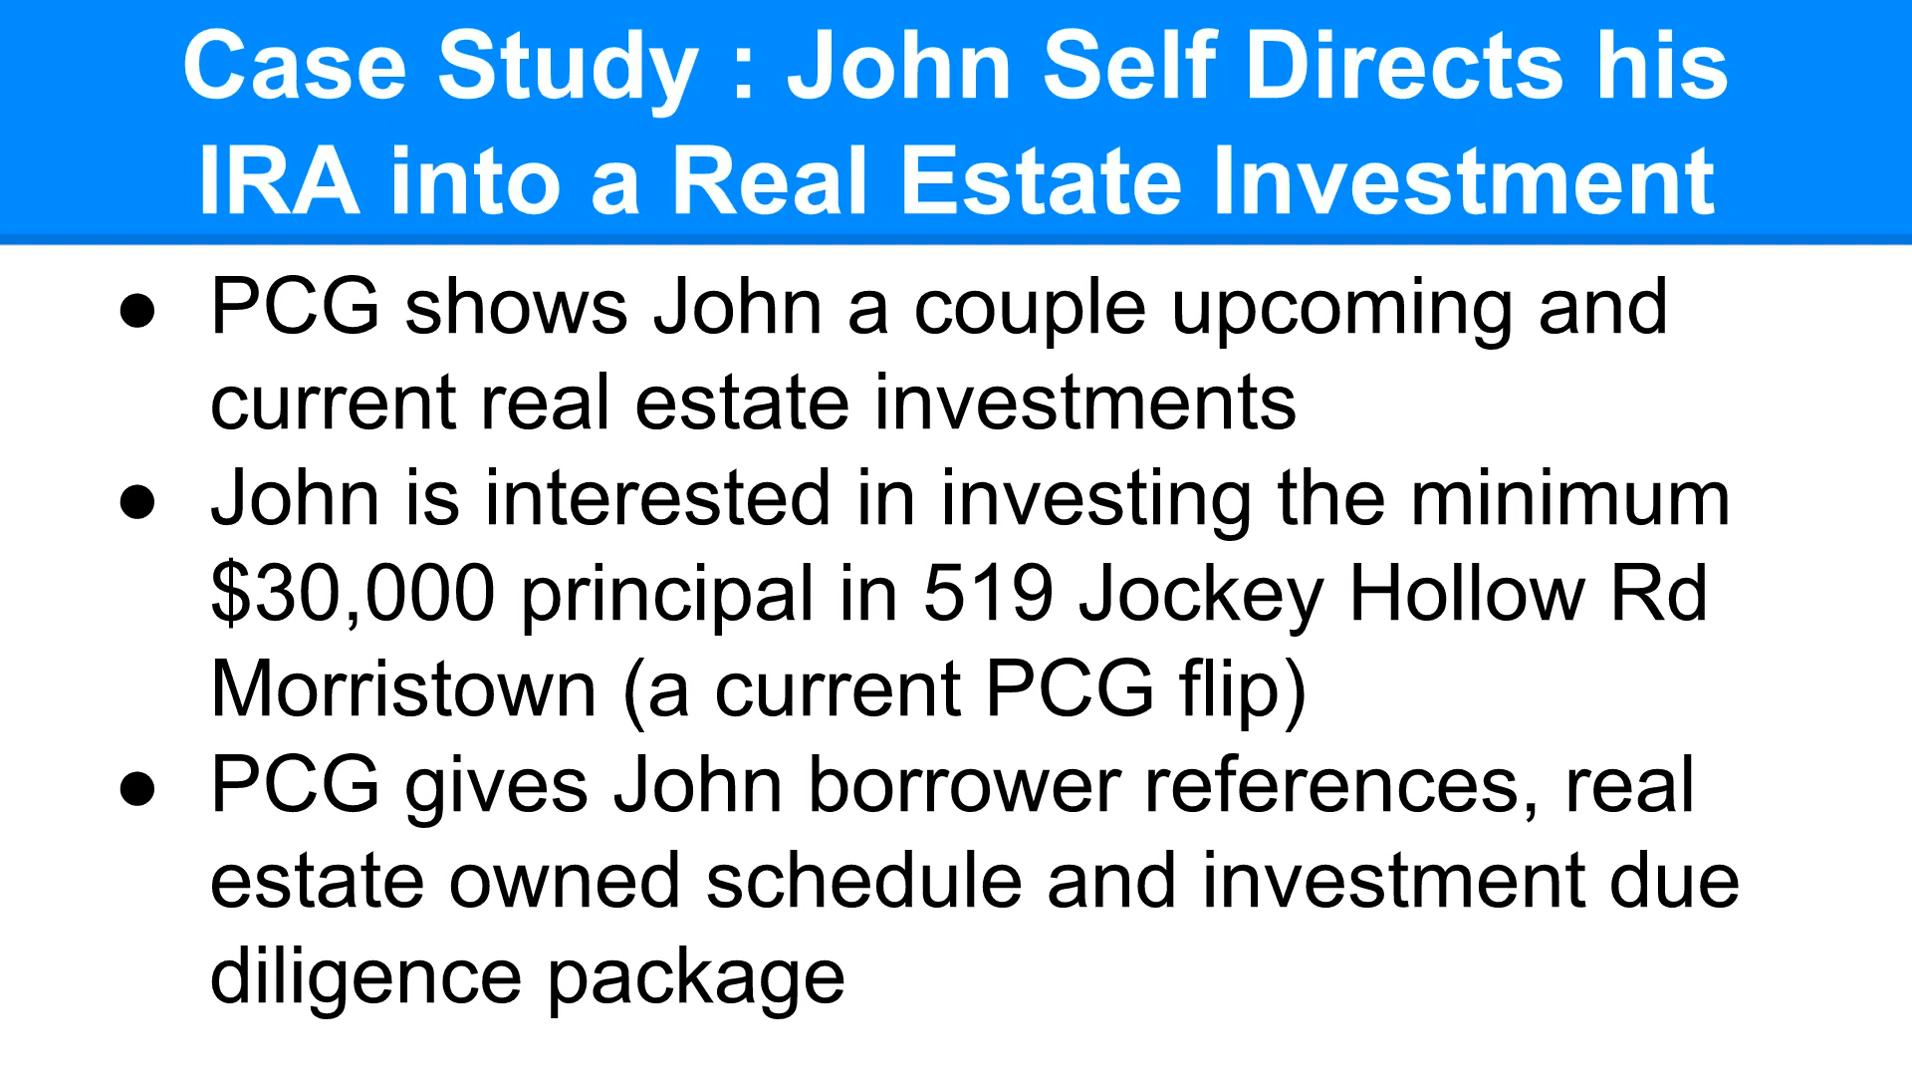 Case Study : John Self Directs his
IRA into a Real Estate Investment
● PCG shows John a couple upcoming and
current real estate investments
● John is interested in investing the minimum
$30,000 principal in 519 Jockey Hollow Rd
Morristown (a current PCG flip)
● PCG gives John borrower references, real
estate owned schedule and investment due
diligence package